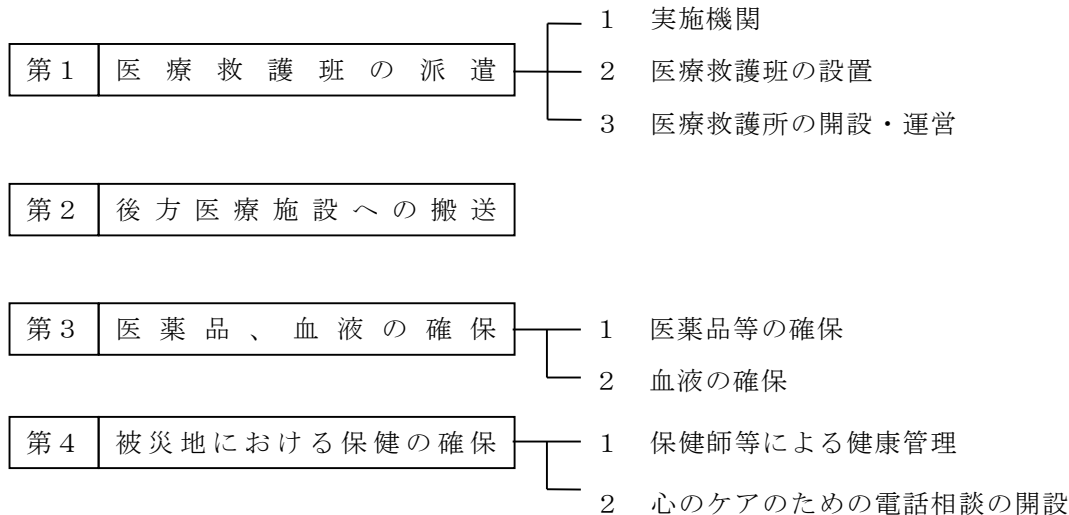 第１ 医療救護班の派遣
１ 実施機関
２ 医療救護班の設置
３ 医療救護所の開設・運営
第２ 後方医療施設への搬送
第３ 医薬品、血液の確保
１ 医薬品等の確保
２ 血液の確保
第４ 被災地における保健の確保
１ 保健師等による健康管理
２ 心のケアのための電話相談の開設